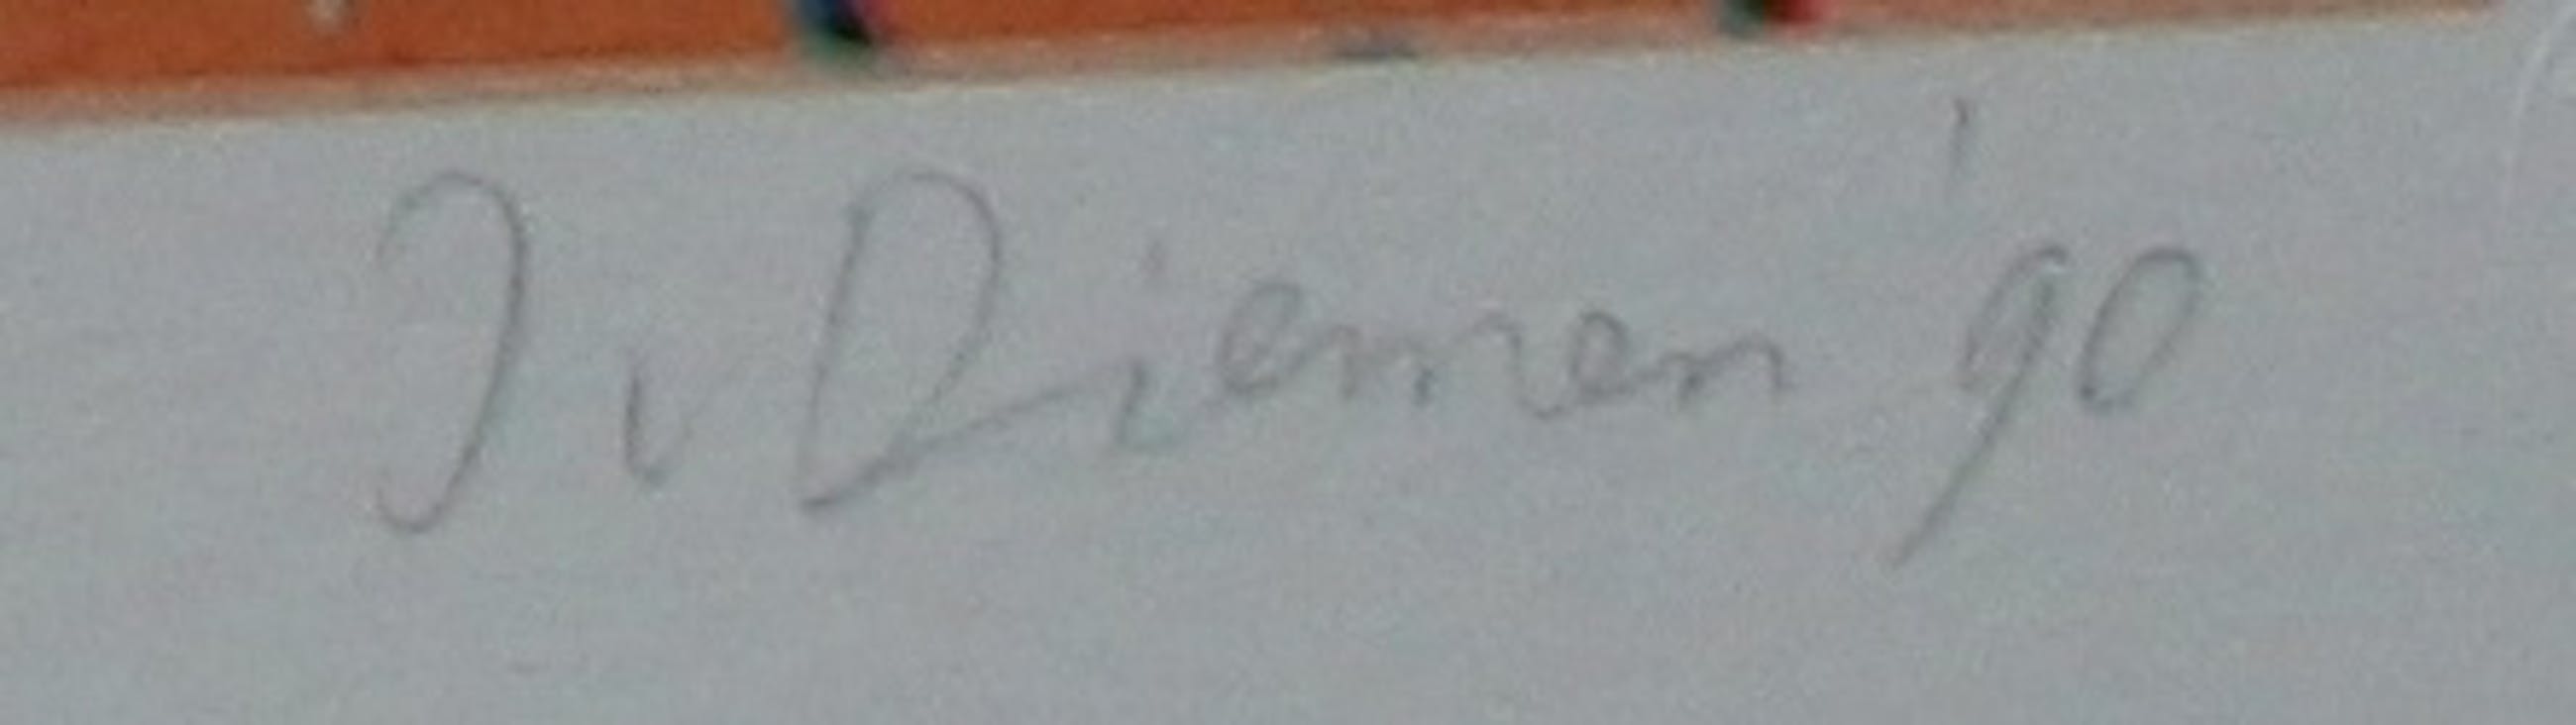 J v Diemen '90